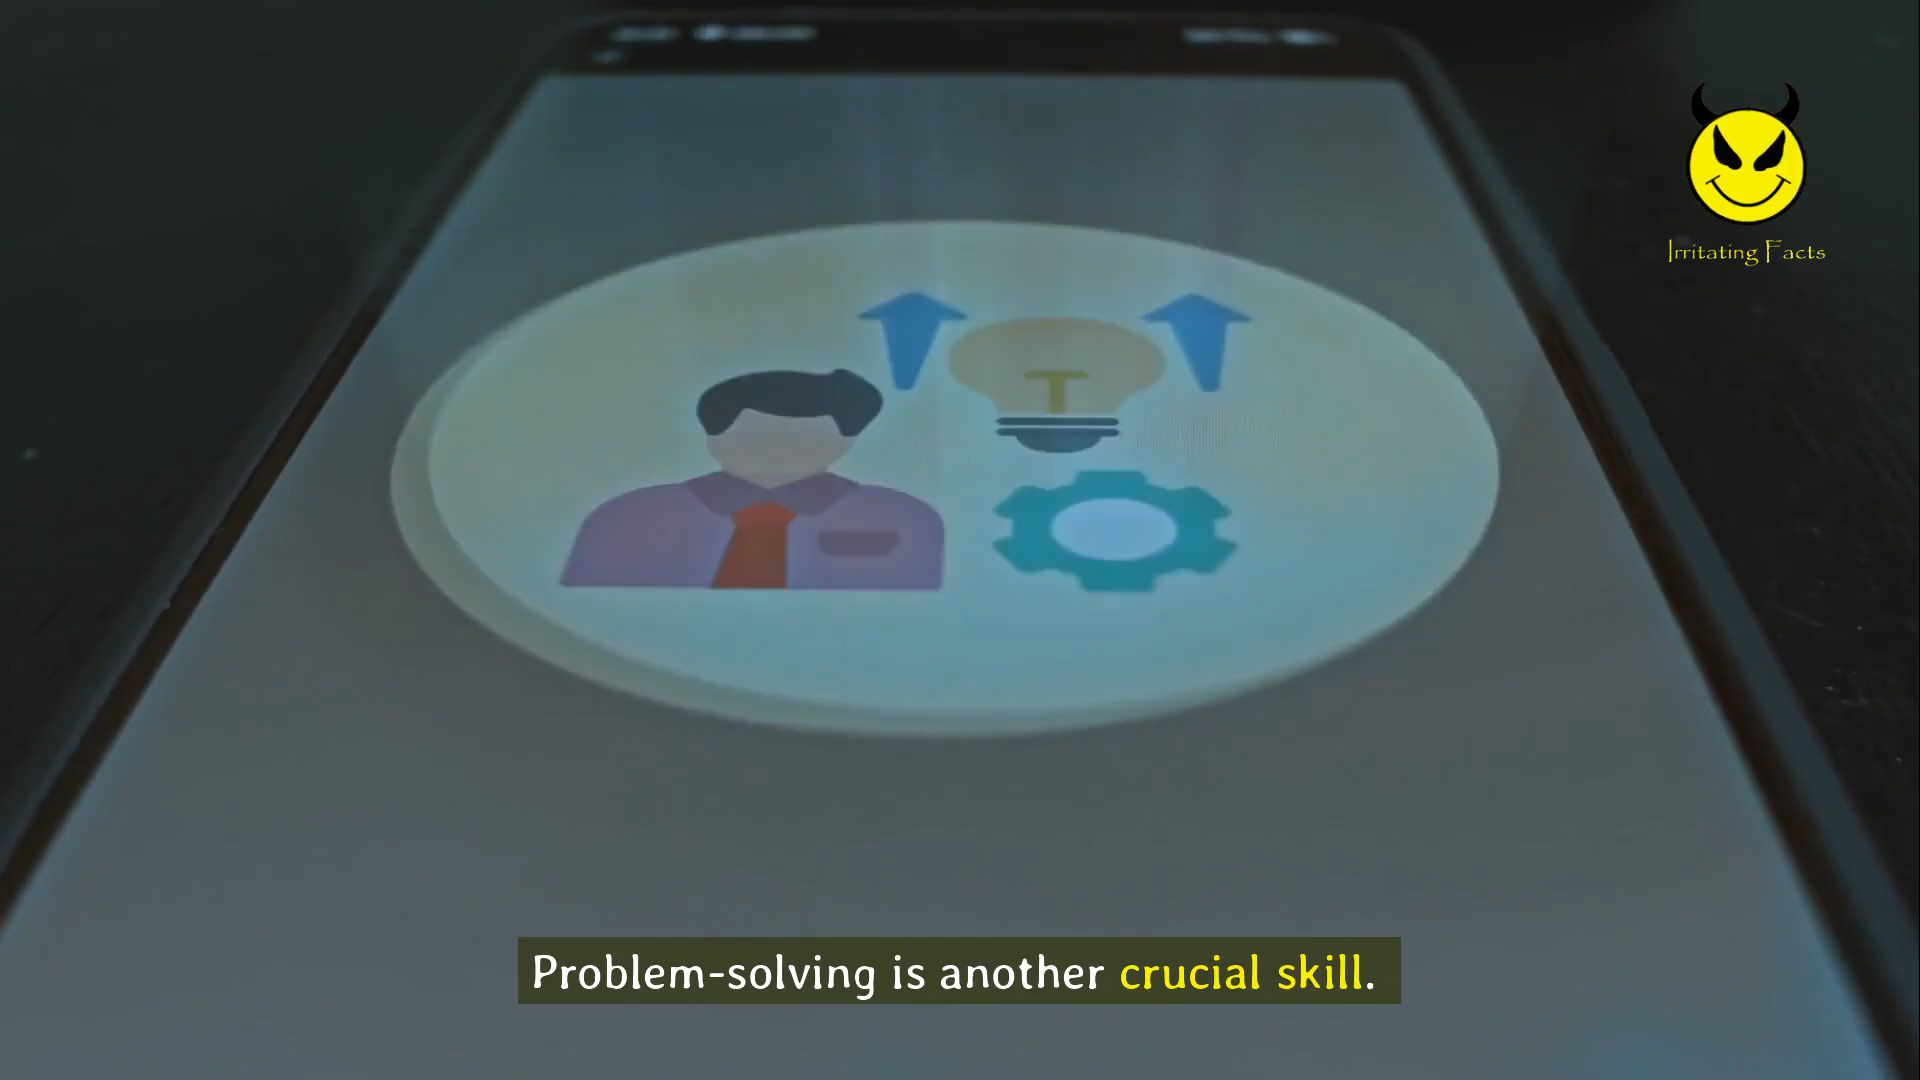 Irritating Facts
Problem-solving is another crucial skill.